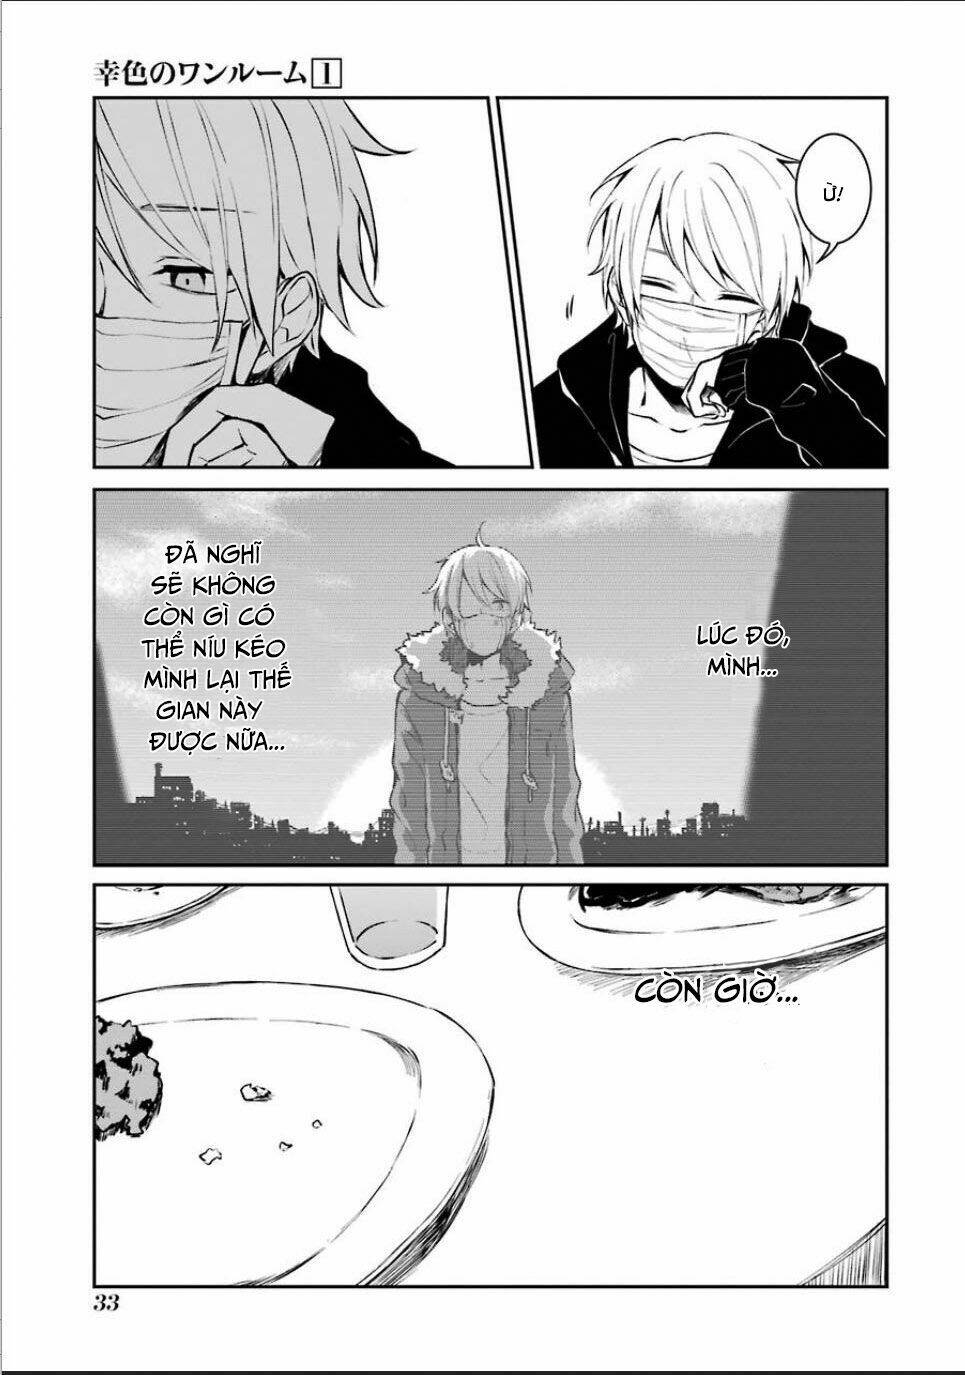 幸色のワンルーム 1
Ừ!
LÚC ĐÓ,
MÌNH...
ĐÃ NGHĨ
SẼ KHÔNG
CÒN GÌ CÓ
THỂ NÍU KÉO
MÌNH LẠI THẾ
GIAN NÀY
ĐƯỢC NỮA...
CÒN GIỜ...
33